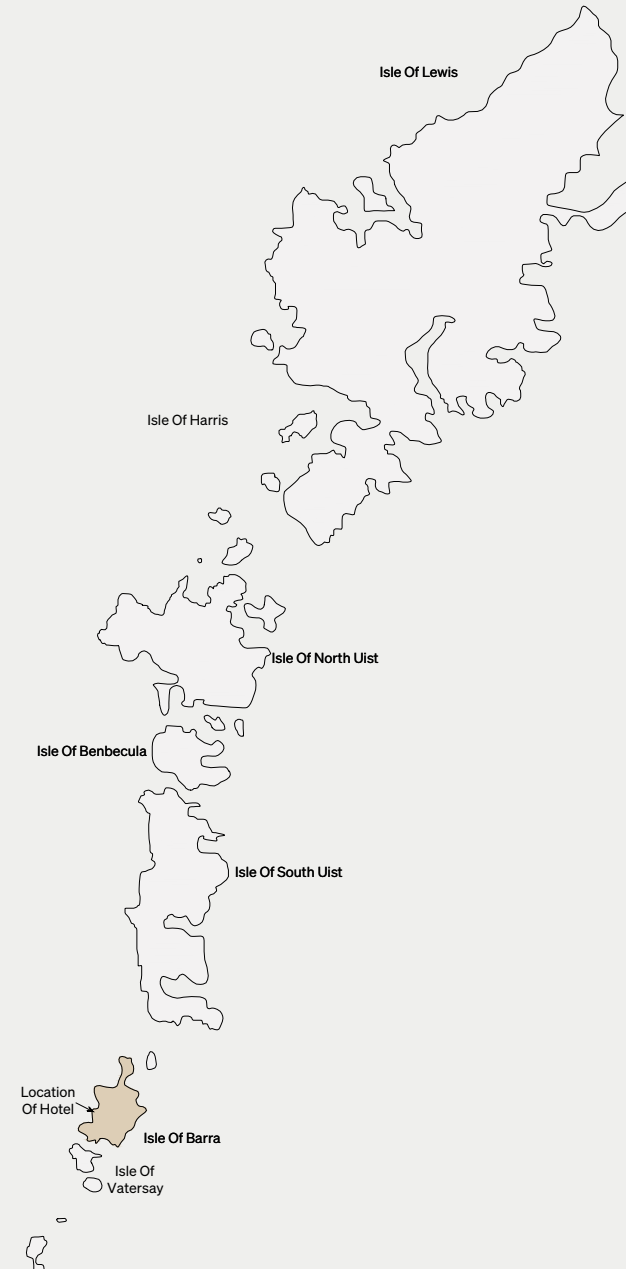 Isle Of Lewis
Isle Of Harris
Isle Of North Uist
Isle Of Benbecula
Isle Of South Uist
Location
Of Hotel
Isle Of Barra
Isle Of
Vatersay